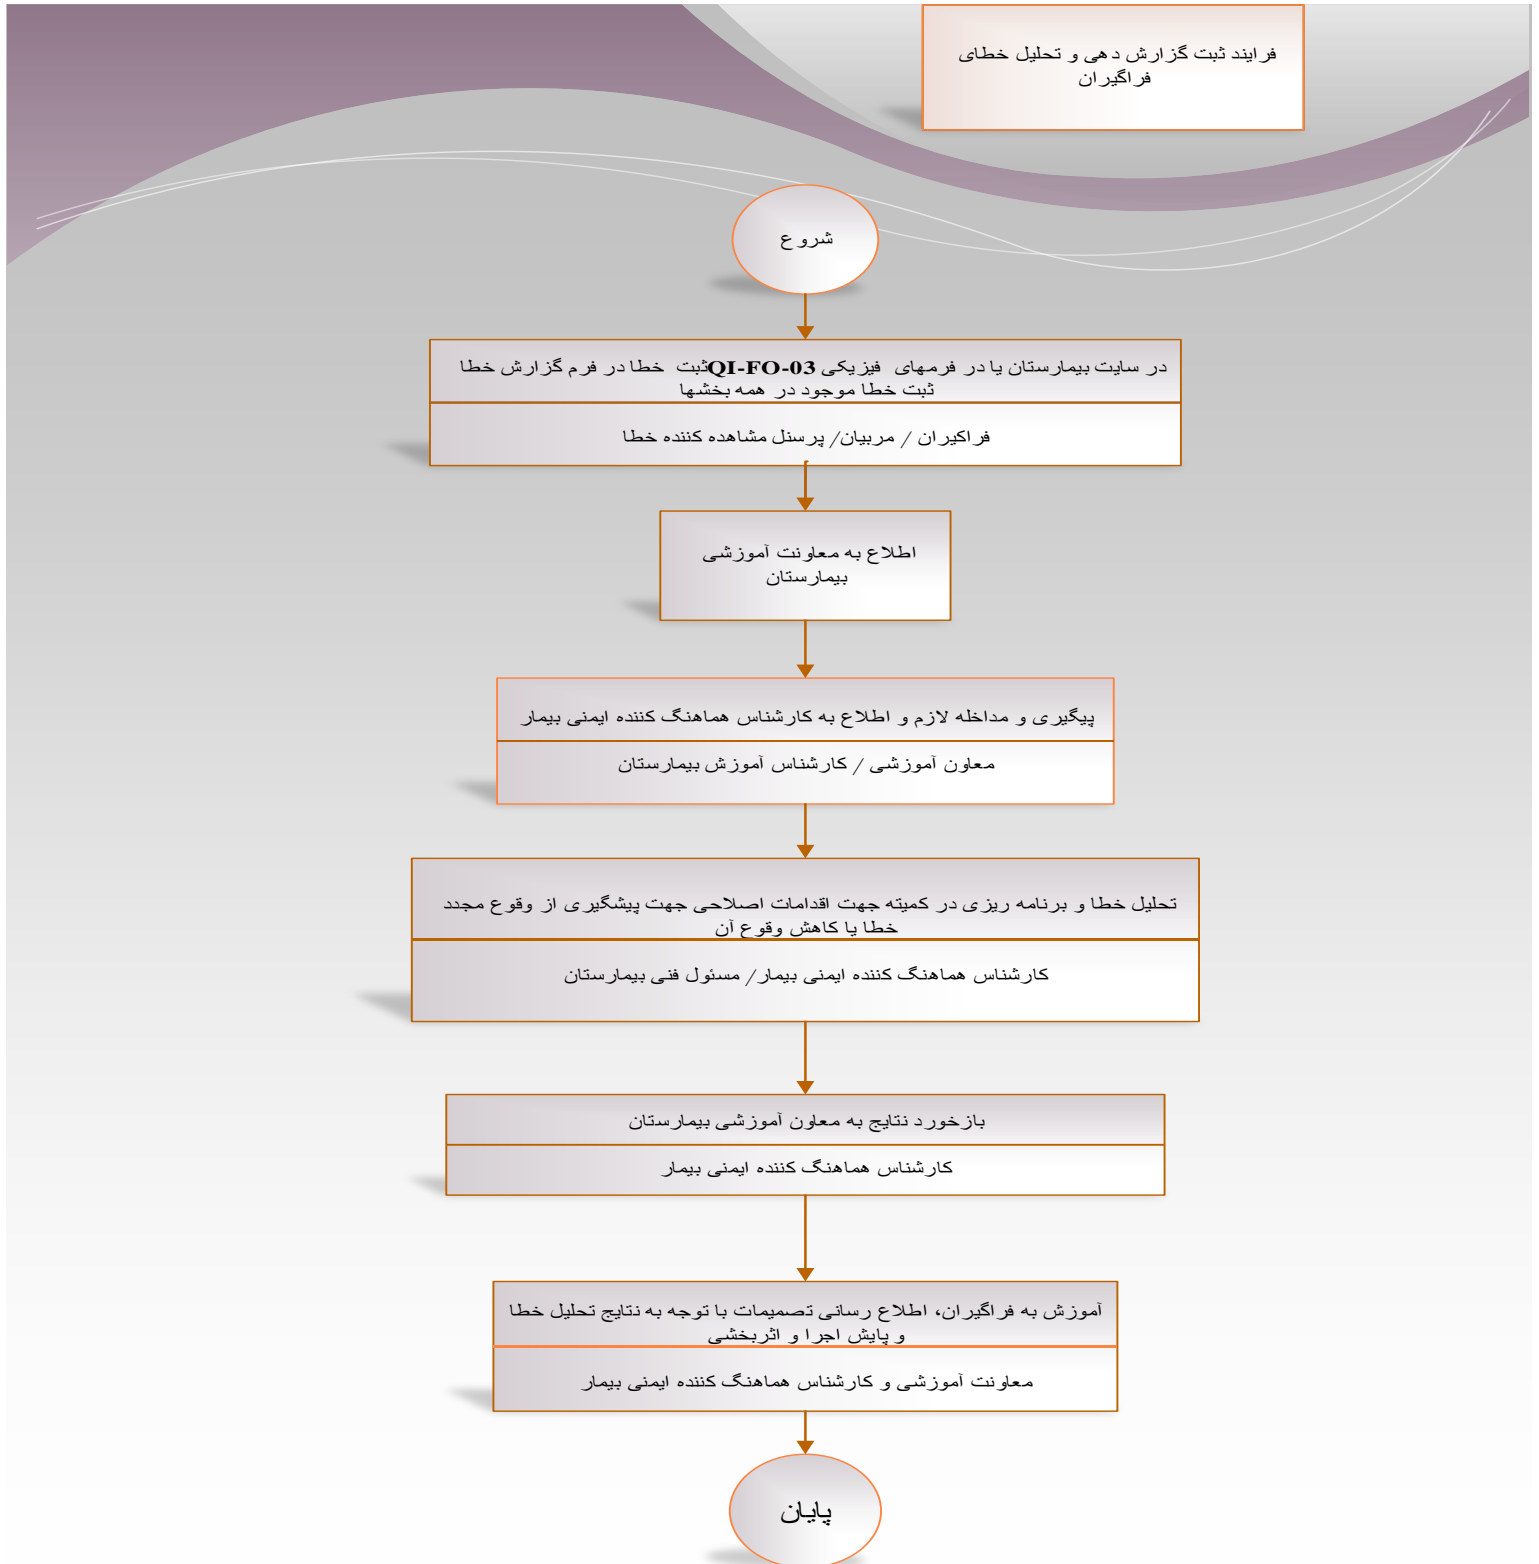 فرایند ثبت گزارش دهی و تحلیل خطای
فراگیران
شروع
ثبت خطا در فرم گزارش خطا QI-FO-03 در سایت بیمارستان یا در فرمهای فیزیکی
ثبت خطا موجود در همه بخشها
فراکیران / مربیان/ پرسنل مشاهده کننده خطا
اطلاع به معاونت آموزشی
بیمارستان
پیگیری و مداخله لازم و اطلاع به کارشناس هماهنگ کننده ایمنی بیمار
معاون آموزشی / کارشناس آموزش بیمارستان
تحلیل خطا و برنامه ریزی در کمیته جهت اقدامات اصلاحی جهت پیشگیری از وقوع مجدد
خطا یا کاهش وقوع آن
کارشناس هماهنگ کننده ایمنی بیمار/ مسئول فنی بیمارستان
بازخورد نتایج به معاون آموزشی بیمارستان
کارشناس هماهنگ کننده ایمنی بیمار
آموزش به فراگیران، اطلاع رسانی تصمیمات با توجه به نتایج تحلیل خطا
و پایش اجرا و اثربخشی
معاونت آموزشی و کارشناس هماهنگ کننده ایمنی بیمار
پایان